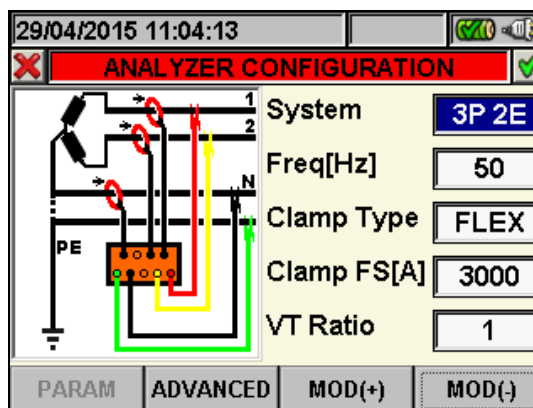 29/04/2015 11:04:13
ANALYZER CONFIGURATION
1
2
N
PE
System 3P 2E
Freq[Hz] 50
Clamp Type FLEX
Clamp FS[A] 3000
VT Ratio 1
PARAM ADVANCED MOD(+) MOD(-)